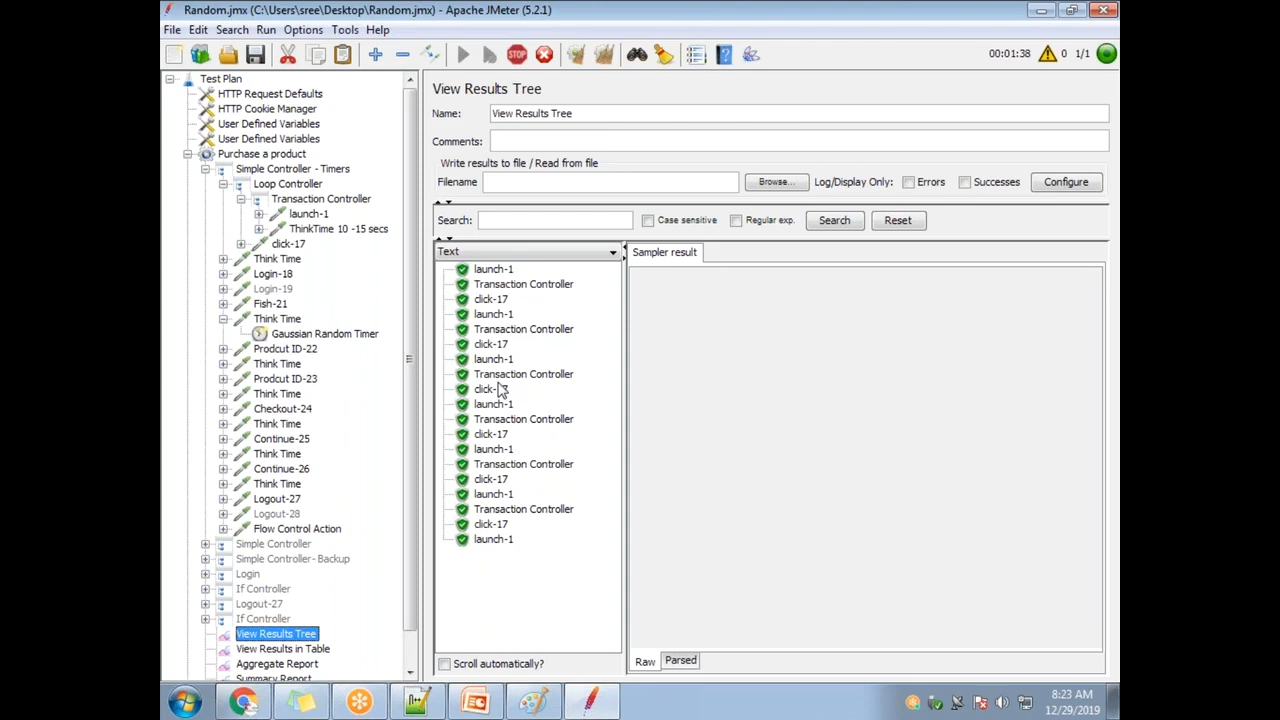 Random.jmx (C:\Users\sree\Desktop\Random.jmx) - Apache JMeter (5.2.1)
File Edit Search Run Options Tools Help
STOP
00:01:38 0 1/1
Test Plan
HTTP Request Defaults
HTTP Cookie Manager
User Defined Variables
User Defined Variables
Purchase a product
Simple Controller - Timers
Loop Controller
Transaction Controller
launch-1
ThinkTime 10 -15 secs
click-17
Think Time
Login-18
Login-19
Fish-21
Think Time
Gaussian Random Timer
Prodcut ID-22
Think Time
Prodcut ID-23
Think Time
Checkout-24
Think Time
Continue-25
Think Time
Continue-26
Think Time
Logout-27
Logout-28
Flow Control Action
Simple Controller
Simple Controller- Backup
Login
If Controller
Logout-27
If Controller
View Results Tree
View Results in Table
Aggregate Report
Summary Report
View Results Tree
Name: View Results Tree
Comments:
Write results to file / Read from file
Filename Browse... Log/Display Only: Errors Successes Configure
Search: Case sensitive Regular exp. Search Reset
Text
launch-1
Transaction Controller
click-17
launch-1
Transaction Controller
click-17
launch-1
Transaction Controller
click-17
launch-1
Transaction Controller
click-17
launch-1
Transaction Controller
click-17
launch-1
Transaction Controller
click-17
launch-1
Scroll automatically?
Sampler result
Raw Parsed
8:23 AM
12/29/2019